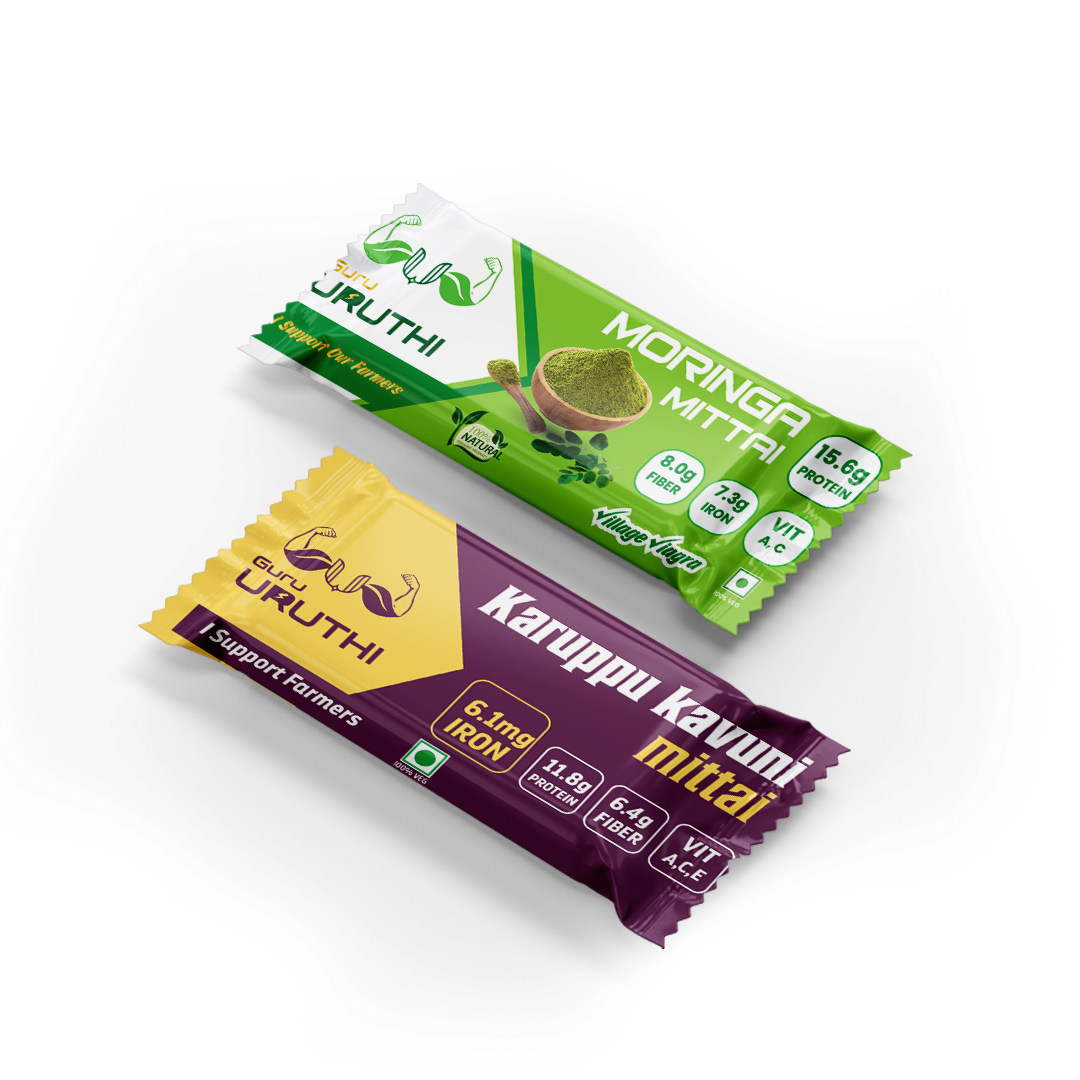 Guru
URUTHI
I Support Our Farmers
MORINGA
MITTAI
100%
NATURAL
8.0g
FIBER
7.3g
IRON
15.6g
PROTEIN
VIT
A,C
Village Viagra
100% VEG
Guru
URUTHI
I Support Farmers
Karuppu kavuni
mittai
6.1mg
IRON
11.8g
PROTEIN
6.4g
FIBER
VIT
A,C,E
100% VEG